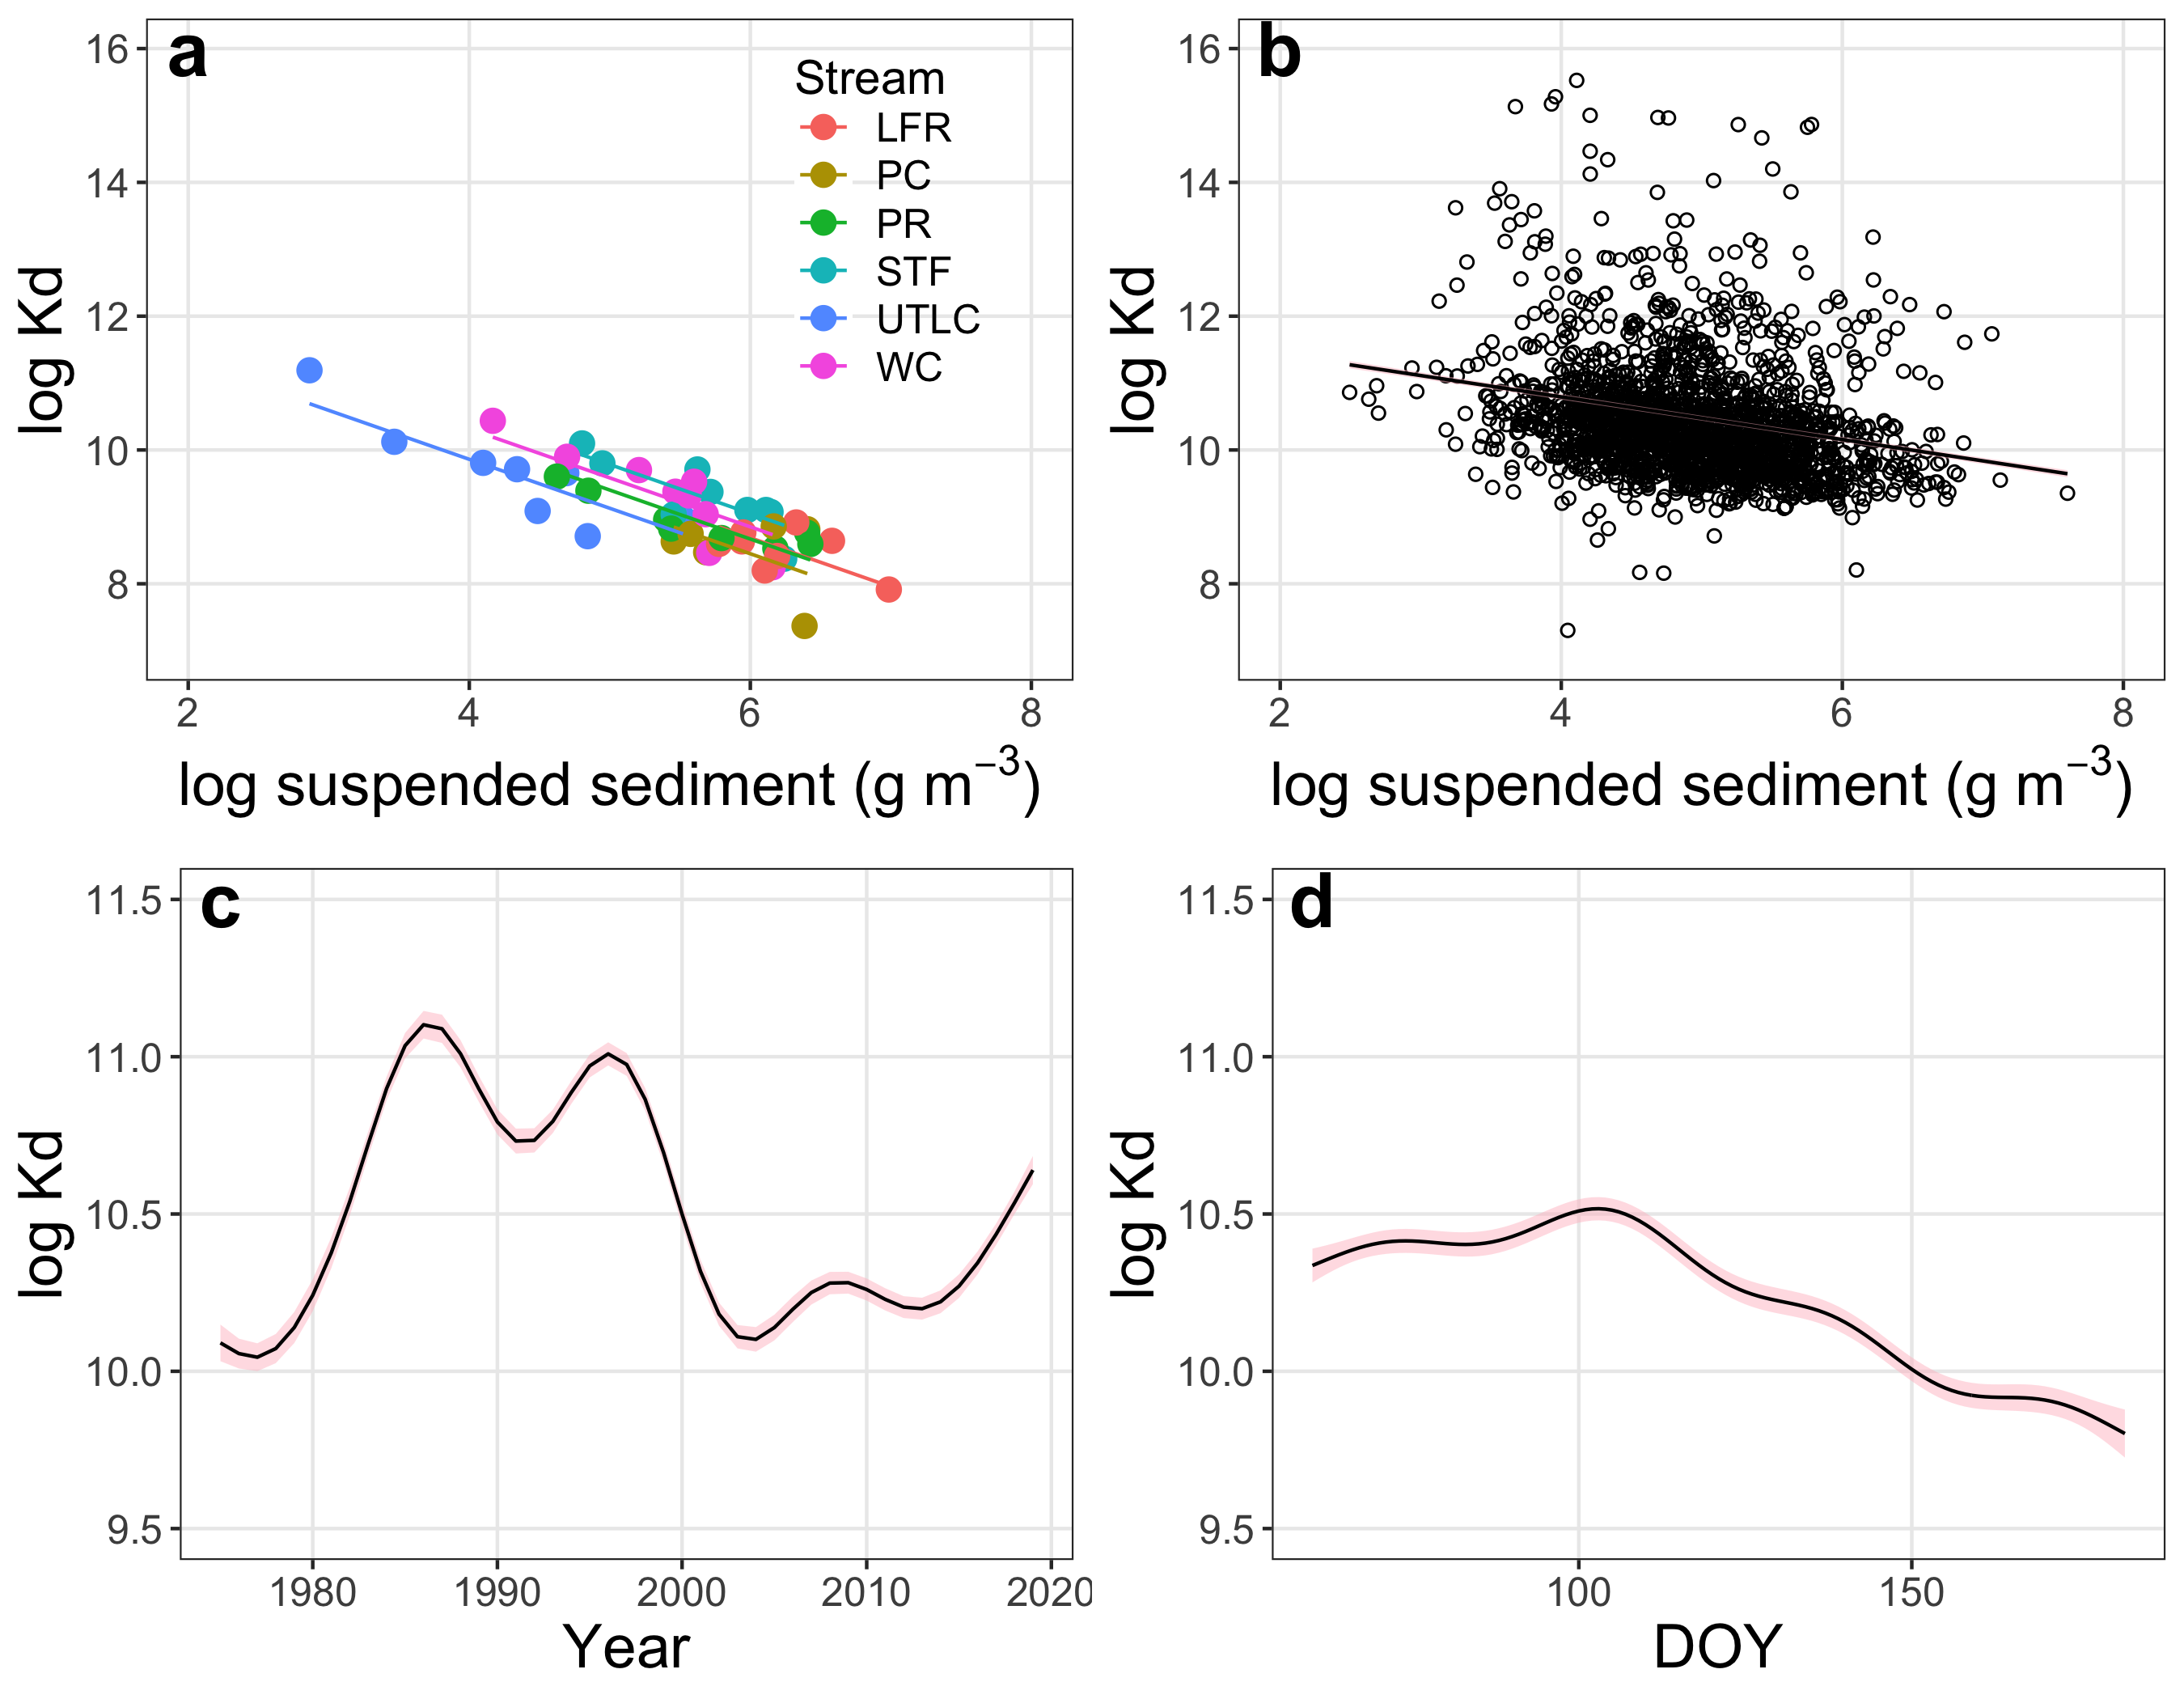 a
16
14
12
10
8
log Kd
Stream
LFR
PC
PR
STF
UTLC
WC
2 4 6 8
log suspended sediment (g m⁻³)
b
16
14
12
10
8
log Kd
2 4 6 8
log suspended sediment (g m⁻³)
c
11.5
11.0
10.5
10.0
9.5
log Kd
1980 1990 2000 2010 2020
Year
d
11.5
11.0
10.5
10.0
9.5
log Kd
100 150
DOY